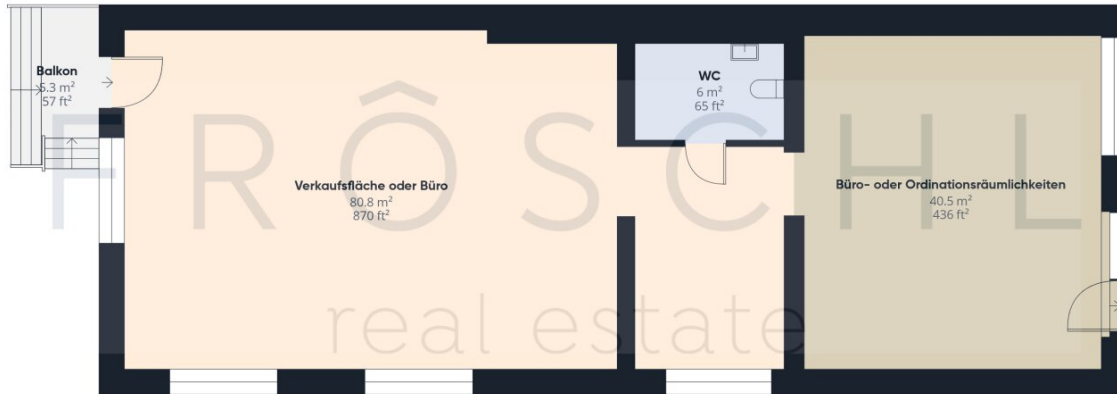 Balkon
5.3 m²
57 ft²
Verkaufsfläche oder Büro
80.8 m²
870 ft²
WC
6 m²
65 ft²
Büro- oder Ordinationsräumlichkeiten
40.5 m²
436 ft²
FRÖSCHL
real estate